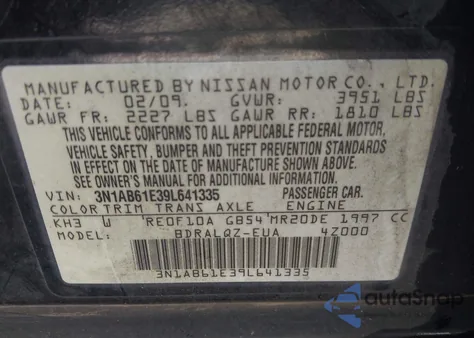 MANUFACTURED BY NISSAN MOTOR CO., LTD.
DATE: 02/09. GVWR: 3951 LBS
GAWR FR: 2227 LBS GAWR RR: 1810 LBS
THIS VEHICLE CONFORMS TO ALL APPLICABLE FEDERAL MOTOR,
VEHICLE SAFETY, BUMPER AND THEFT PREVENTION STANDARDS
IN EFFECT ON THE DATE OF MANUFACTURE SHOWN ABOVE.
SEE OWNER'S MANUAL FOR ADDITIONAL INFORMATION.
VIN: 3N1AB61E39L641335 PASSENGER CAR.
COLOR TRIM TRANS AXLE ENGINE
KH3 W RE0F10A GB54 MR20DE 1997 CC
MODEL: BDRALQZ-EUA 4Z000
3N1AB61E39L641335
autoSnap